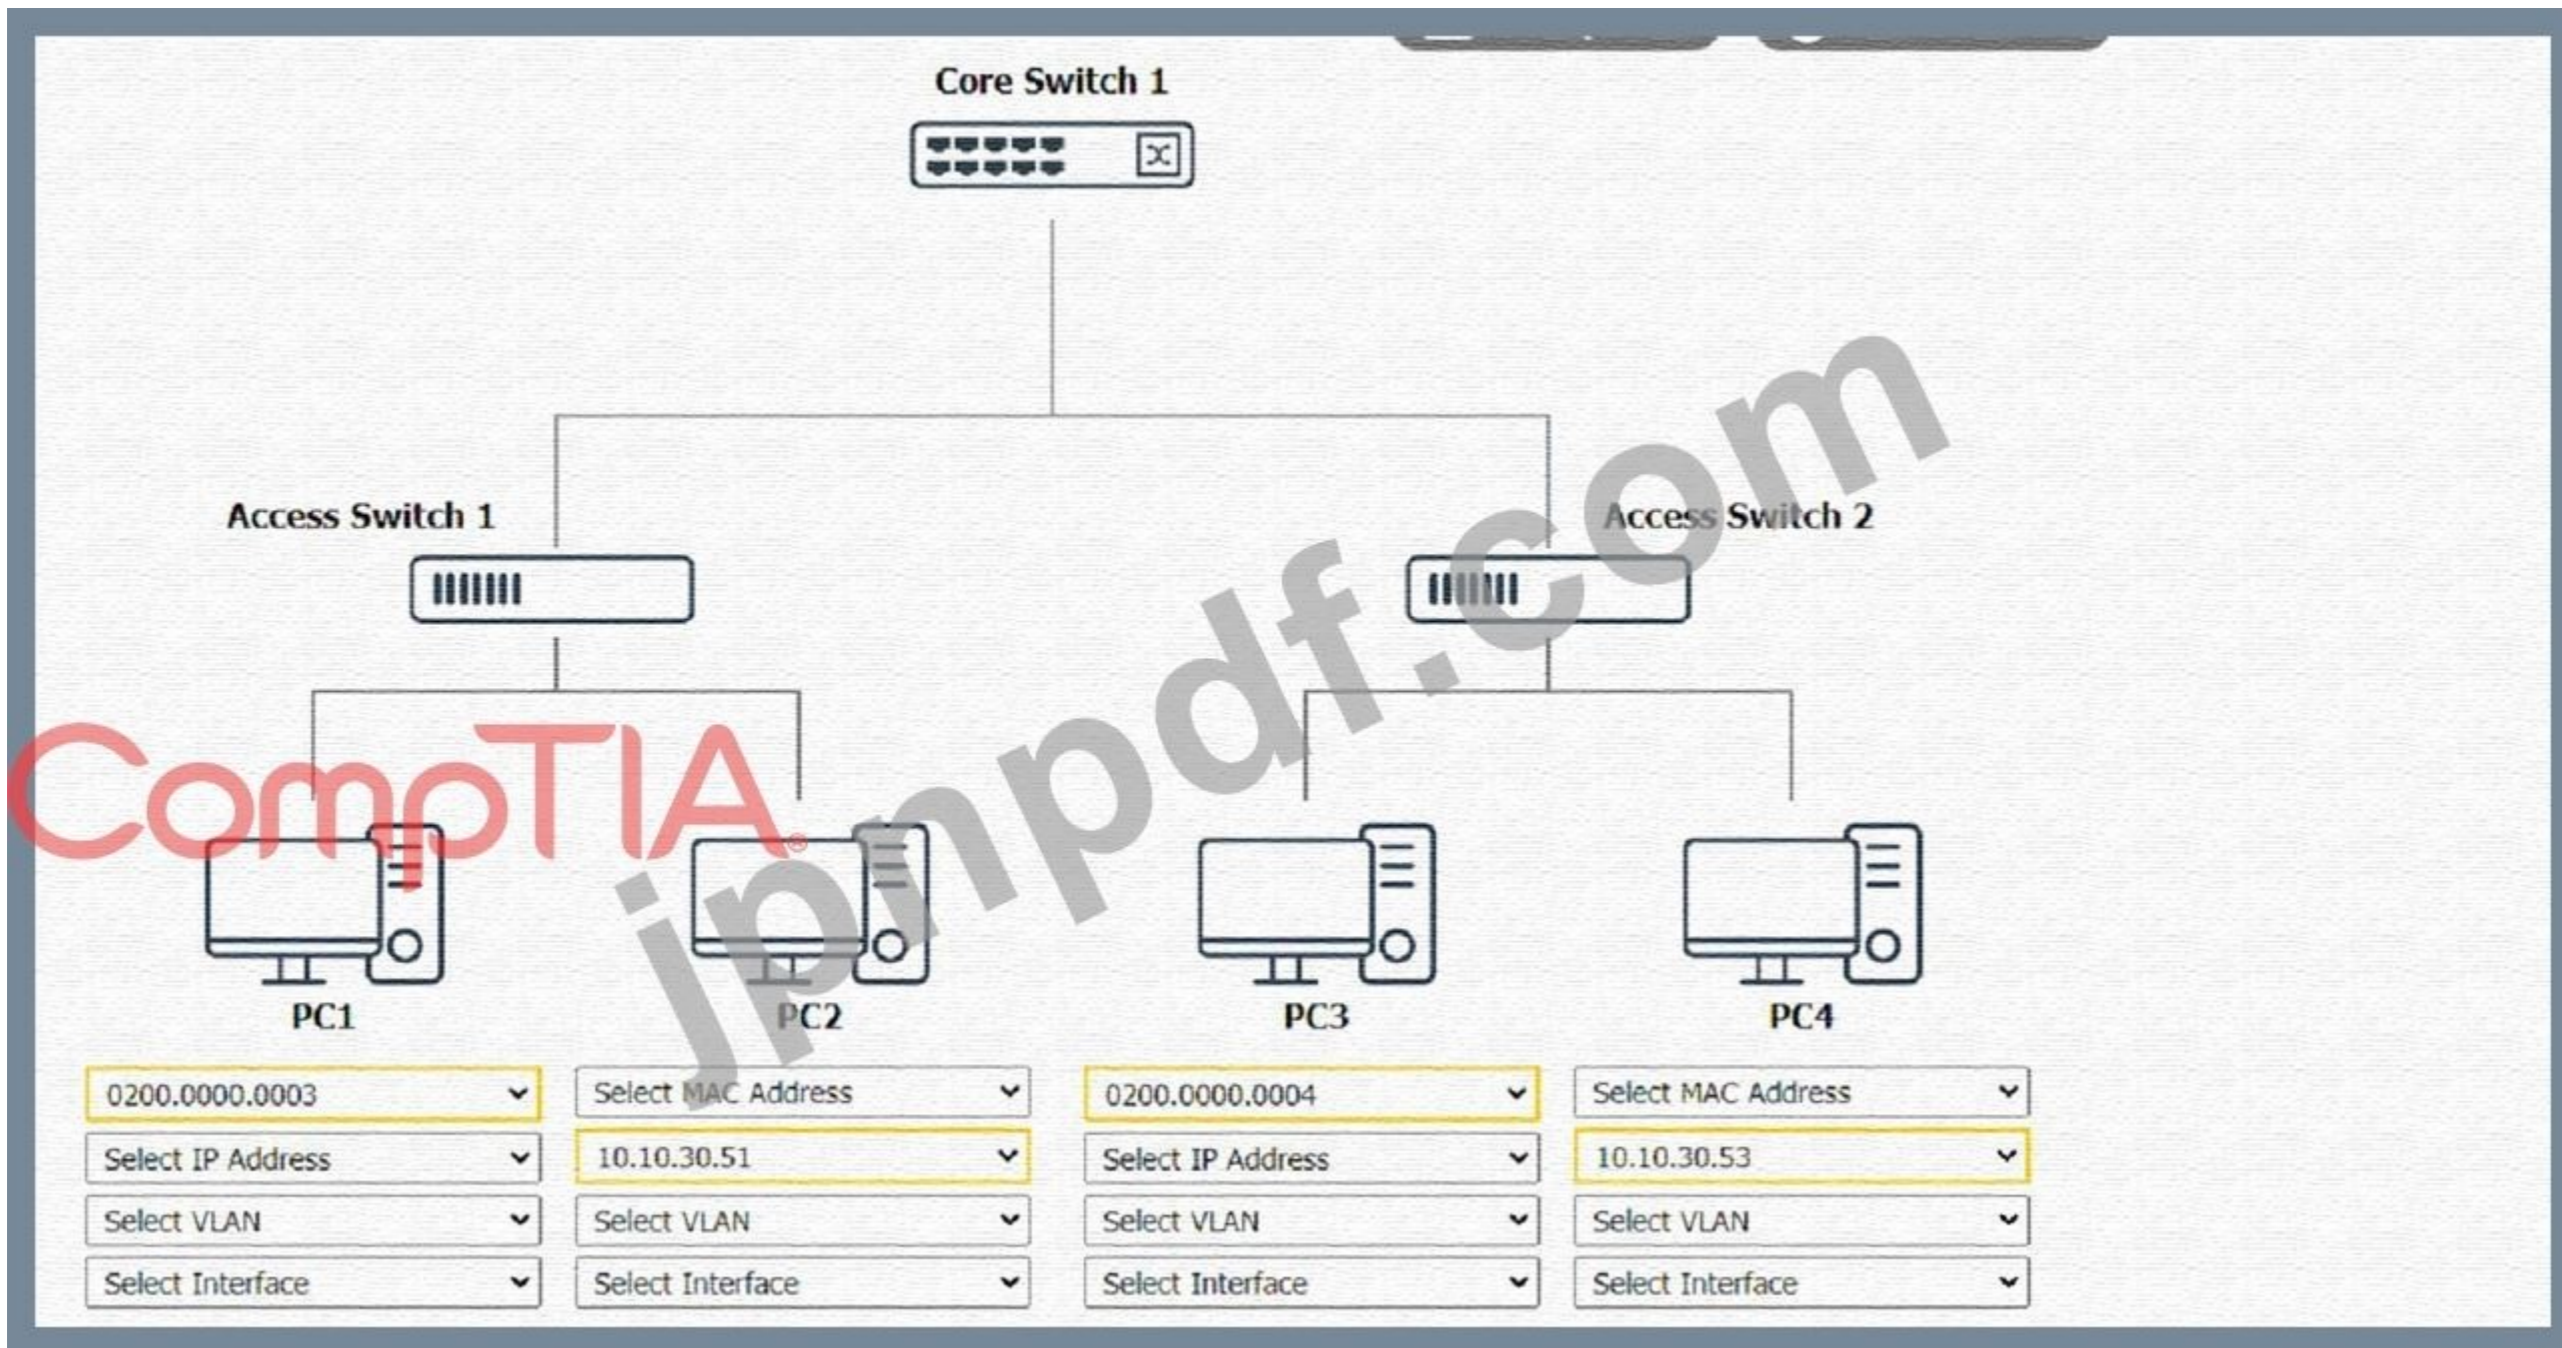 Core Switch 1
Access Switch 1
Access Switch 2
CompTIA®
jpnpdf.com
PC1
PC2
PC3
PC4
0200.0000.0003
Select MAC Address
0200.0000.0004
Select MAC Address
Select IP Address
10.10.30.51
Select IP Address
10.10.30.53
Select VLAN
Select VLAN
Select VLAN
Select VLAN
Select Interface
Select Interface
Select Interface
Select Interface